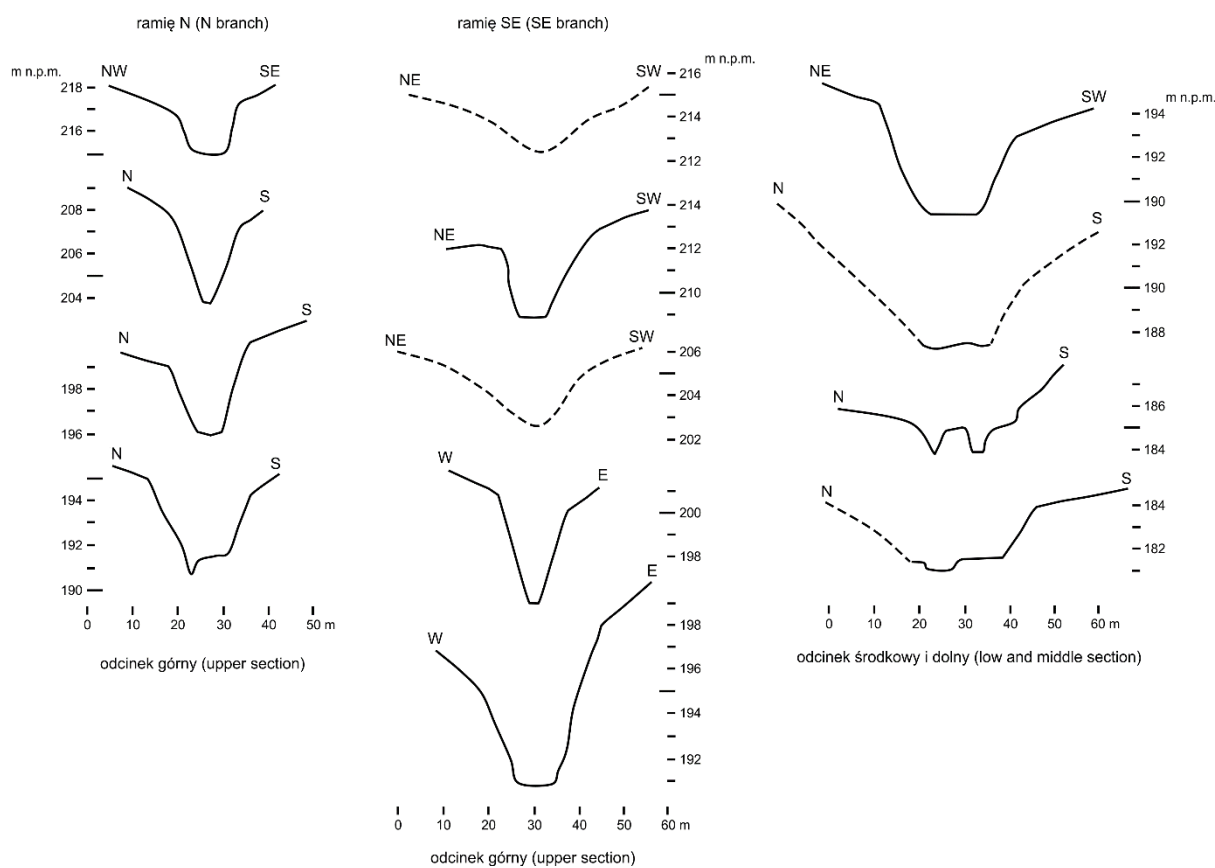 ramię N (N branch)
m n.p.m.
NW
SE
218
216
N
S
208
206
204
N
S
198
196
N
S
194
192
190
0 10 20 30 40 50 m
odcinek górny (upper section)
ramię SE (SE branch)
m n.p.m.
NE
SW
216
214
212
NE
SW
214
212
210
NE
SW
206
204
202
W
E
200
198
W
E
198
196
194
192
0 10 20 30 40 50 60 m
odcinek górny (upper section)
m n.p.m.
NE
SW
194
192
190
N
S
192
190
188
N
S
186
184
N
S
184
182
0 10 20 30 40 50 60 m
odcinek środkowy i dolny (low and middle section)